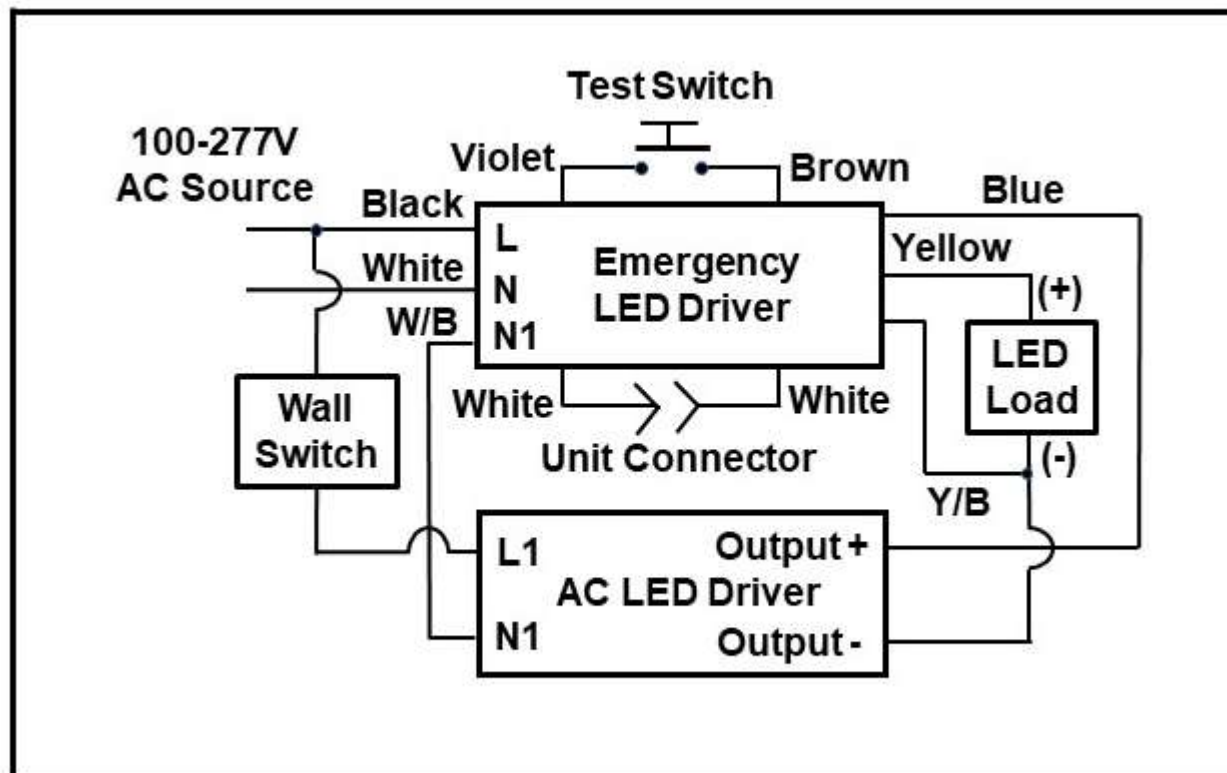 Test Switch
100-277V
AC Source
Violet
Brown
Blue
Black
L
Yellow
White
N
Emergency
LED Driver
(+)
W/B
N1
LED
Load
Wall
Switch
White
White
Unit Connector
(-)
Y/B
L1
Output +
AC LED Driver
N1
Output -